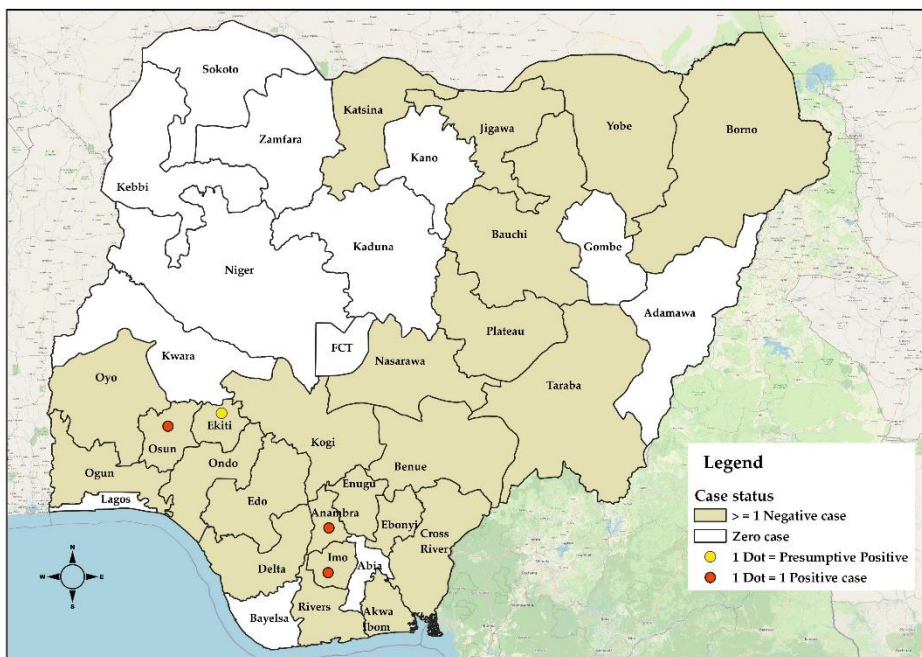 Sokoto
Katsina
Zamfara
Jigawa
Yobe
Borno
Kano
Kebbi
Bauchi
Kaduna
Gombe
Niger
Adamawa
Plateau
FCT
Kwara
Nasarawa
Taraba
Oyo
Ekiti
Osun
Kogi
Ondo
Benue
Ogun
Enugu
Lagos
Edo
Anambra
Ebonyi
Cross
River
Imo
Abia
Delta
Rivers
Akwa
Ibom
Bayelsa
N
W
E
S
Legend
Case status
> = 1 Negative case
Zero case
1 Dot = Presumptive Positive
1 Dot = 1 Positive case